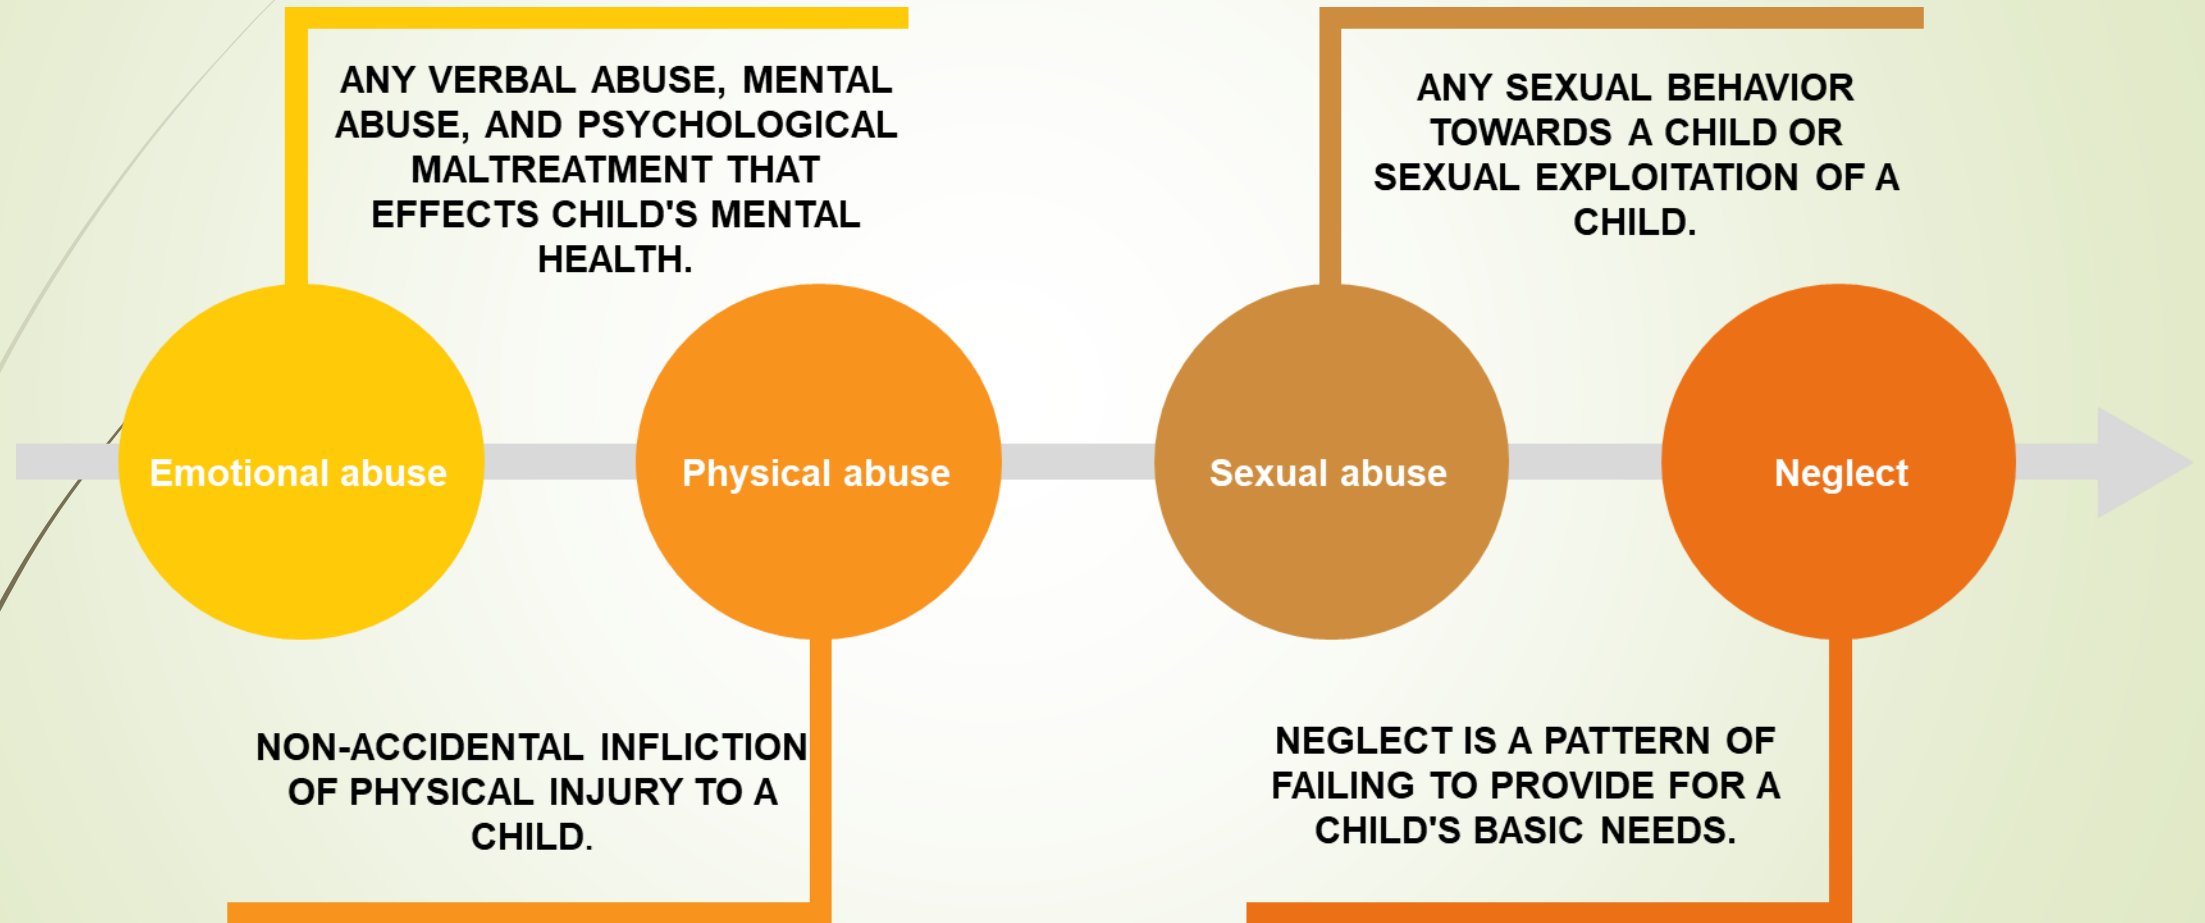 ANY VERBAL ABUSE, MENTAL
ABUSE, AND PSYCHOLOGICAL
MALTREATMENT THAT
EFFECTS CHILD'S MENTAL
HEALTH.
ANY SEXUAL BEHAVIOR
TOWARDS A CHILD OR
SEXUAL EXPLOITATION OF A
CHILD.
Emotional abuse
Physical abuse
Sexual abuse
Neglect
NON-ACCIDENTAL INFLICTION
OF PHYSICAL INJURY TO A
CHILD.
NEGLECT IS A PATTERN OF
FAILING TO PROVIDE FOR A
CHILD'S BASIC NEEDS.